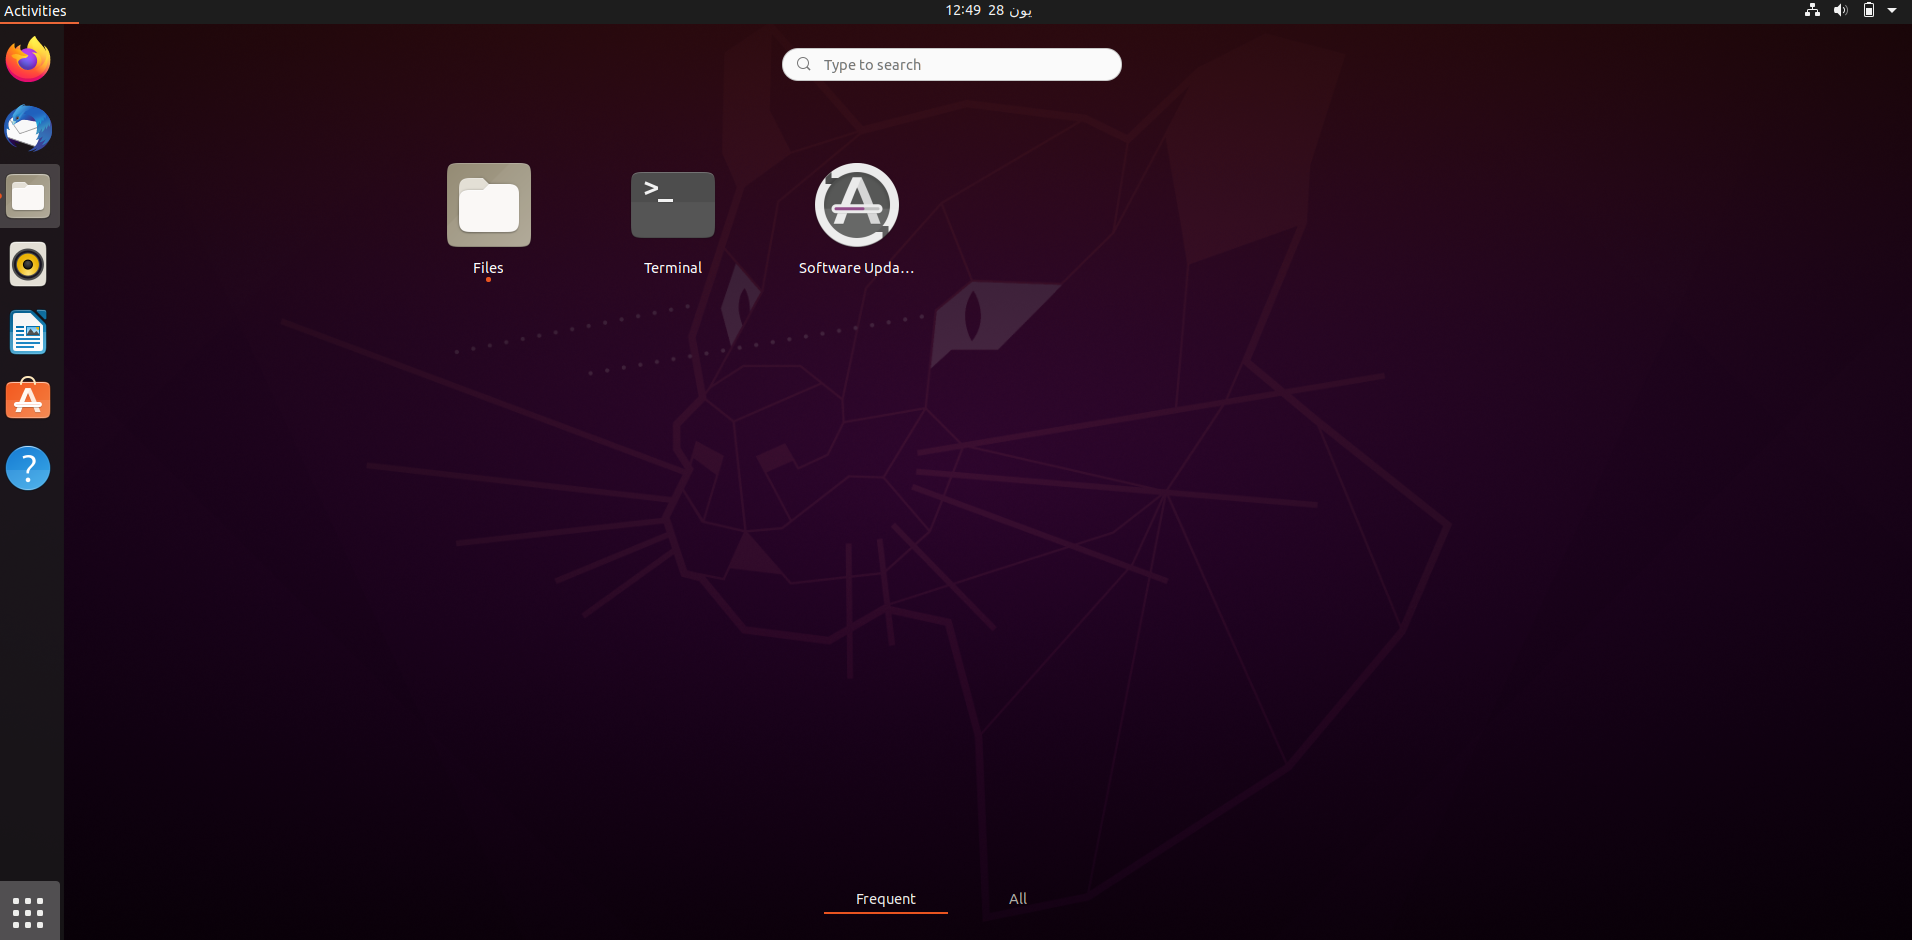 Activities
12:49 28 يون
Type to search
Files
Terminal
Software Upda...
Frequent
All